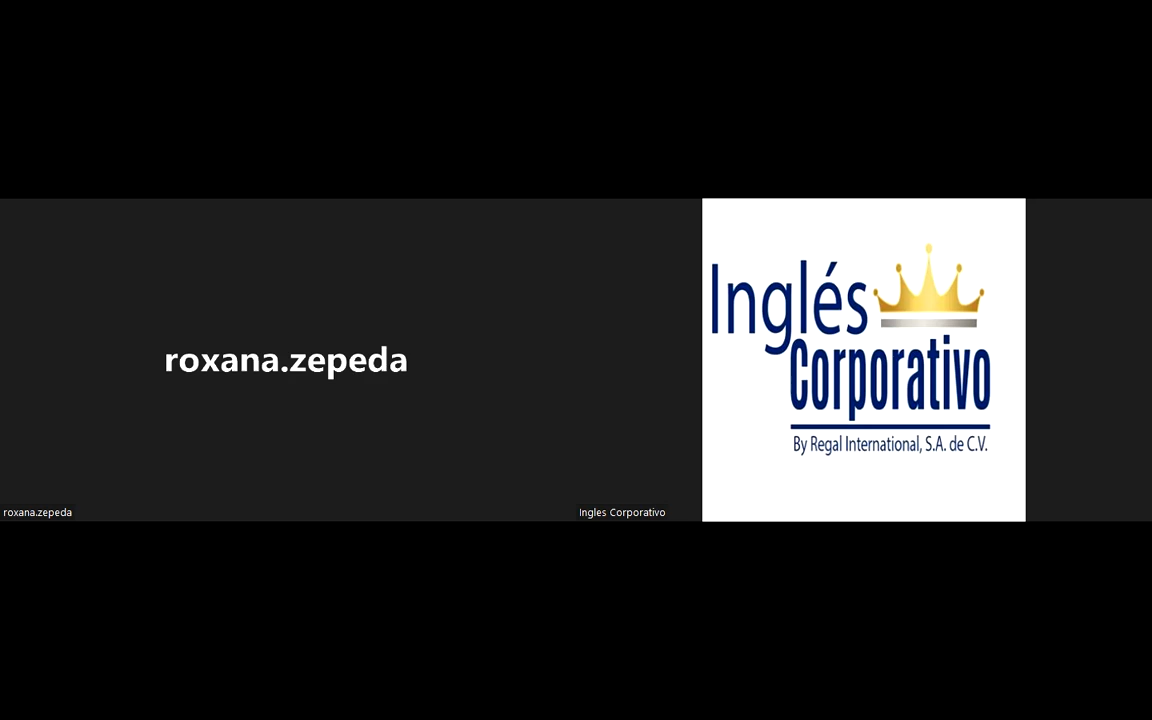 roxana.zepeda
roxana.zepeda
Inglés
Corporativo
By Regal International, S.A. de C.V.
Ingles Corporativo